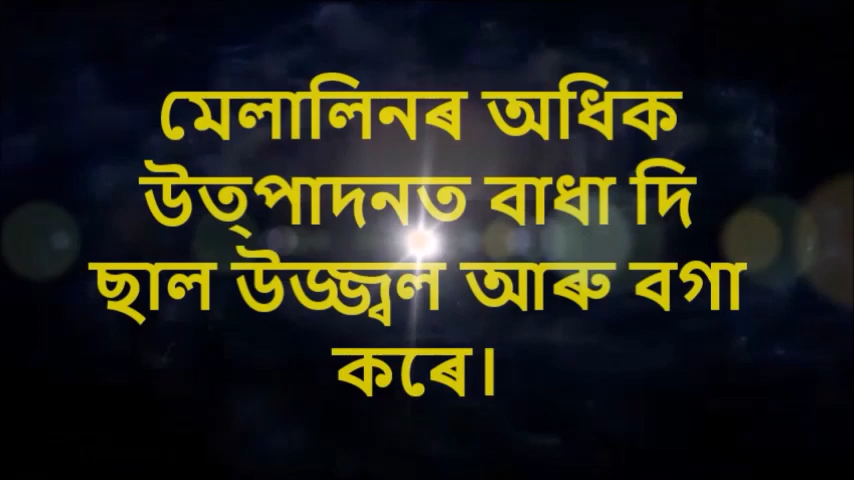 মেলালিনৰ অধিক
উত্‌পাদনত বাধা দি
ছাল উজ্জ্বল আৰু বগা
কৰে।